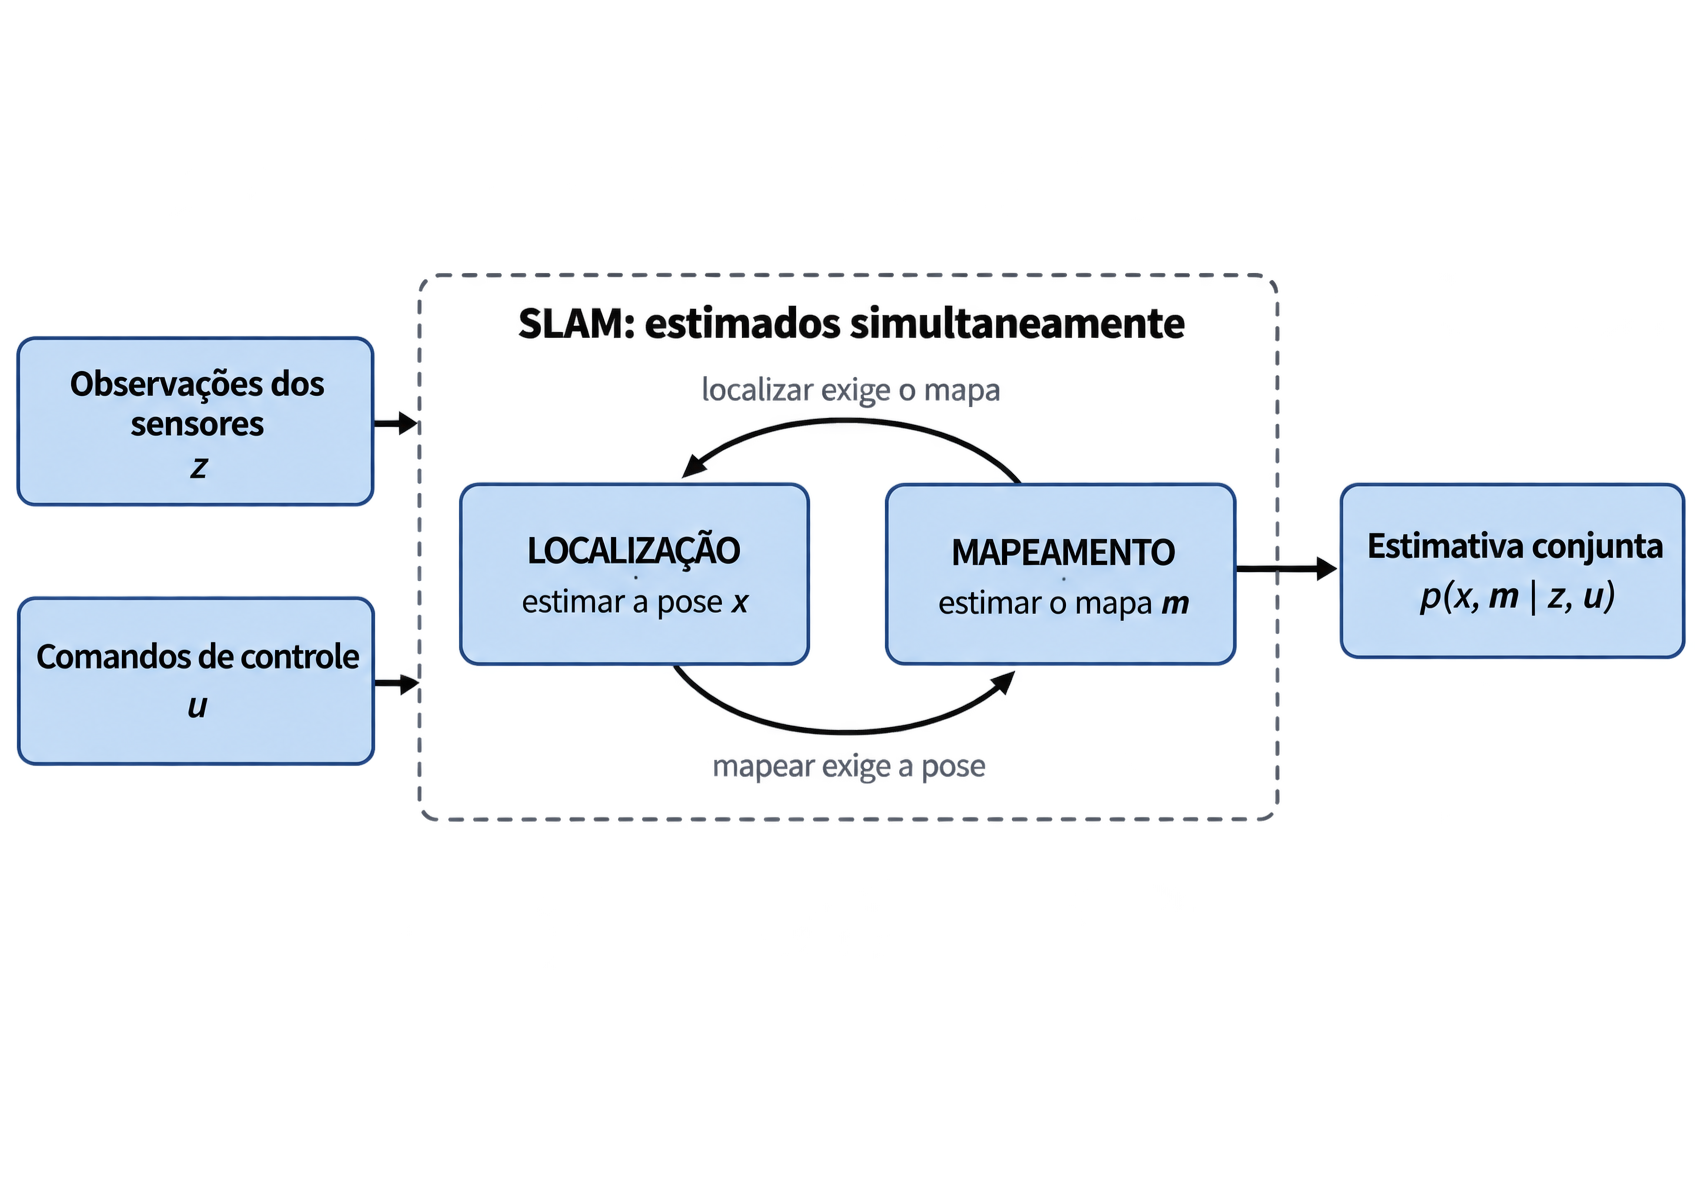 Observações dos
sensores
z
Comandos de controle
u
SLAM: estimados simultaneamente
localizar exige o mapa
LOCALIZAÇÃO
estimar a pose x
MAPEAMENTO
estimar o mapa m
mapear exige a pose
Estimativa conjunta
p(x, m | z, u)